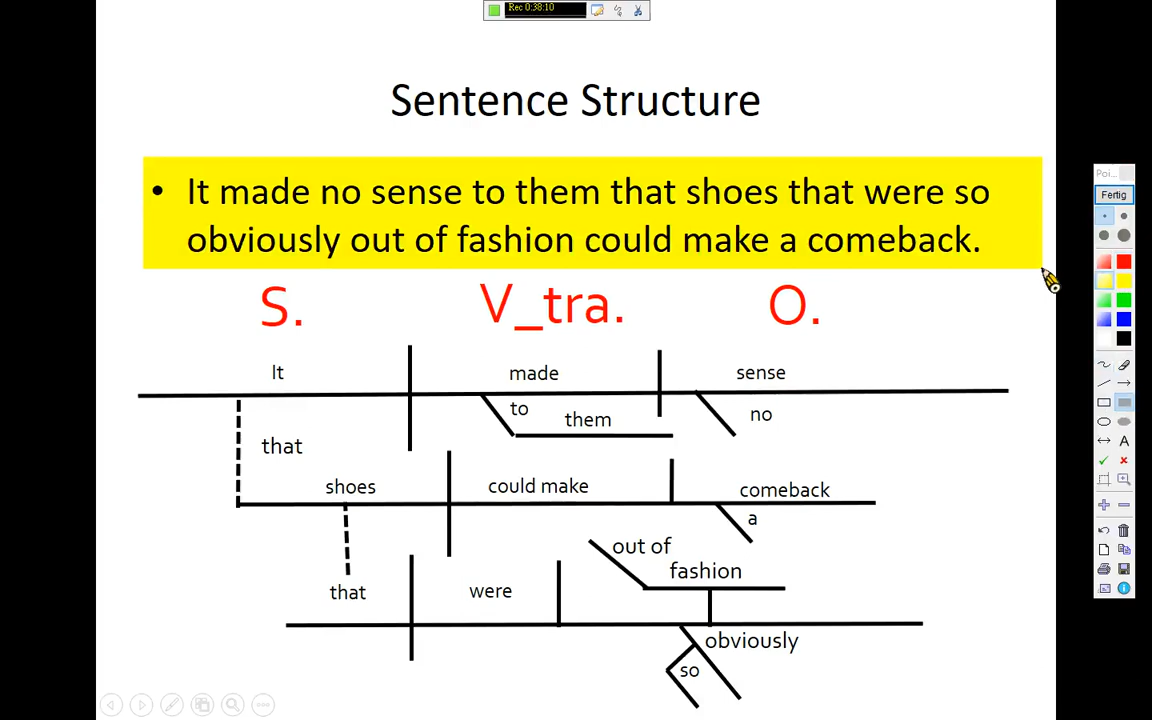 Rec 0:38:10
Sentence Structure
• It made no sense to them that shoes that were so
obviously out of fashion could make a comeback.
S. V_tra. O.
It made sense
to them no
that
shoes could make comeback
a
out of
fashion
that were
obviously
so
Poi...
Fertig
A